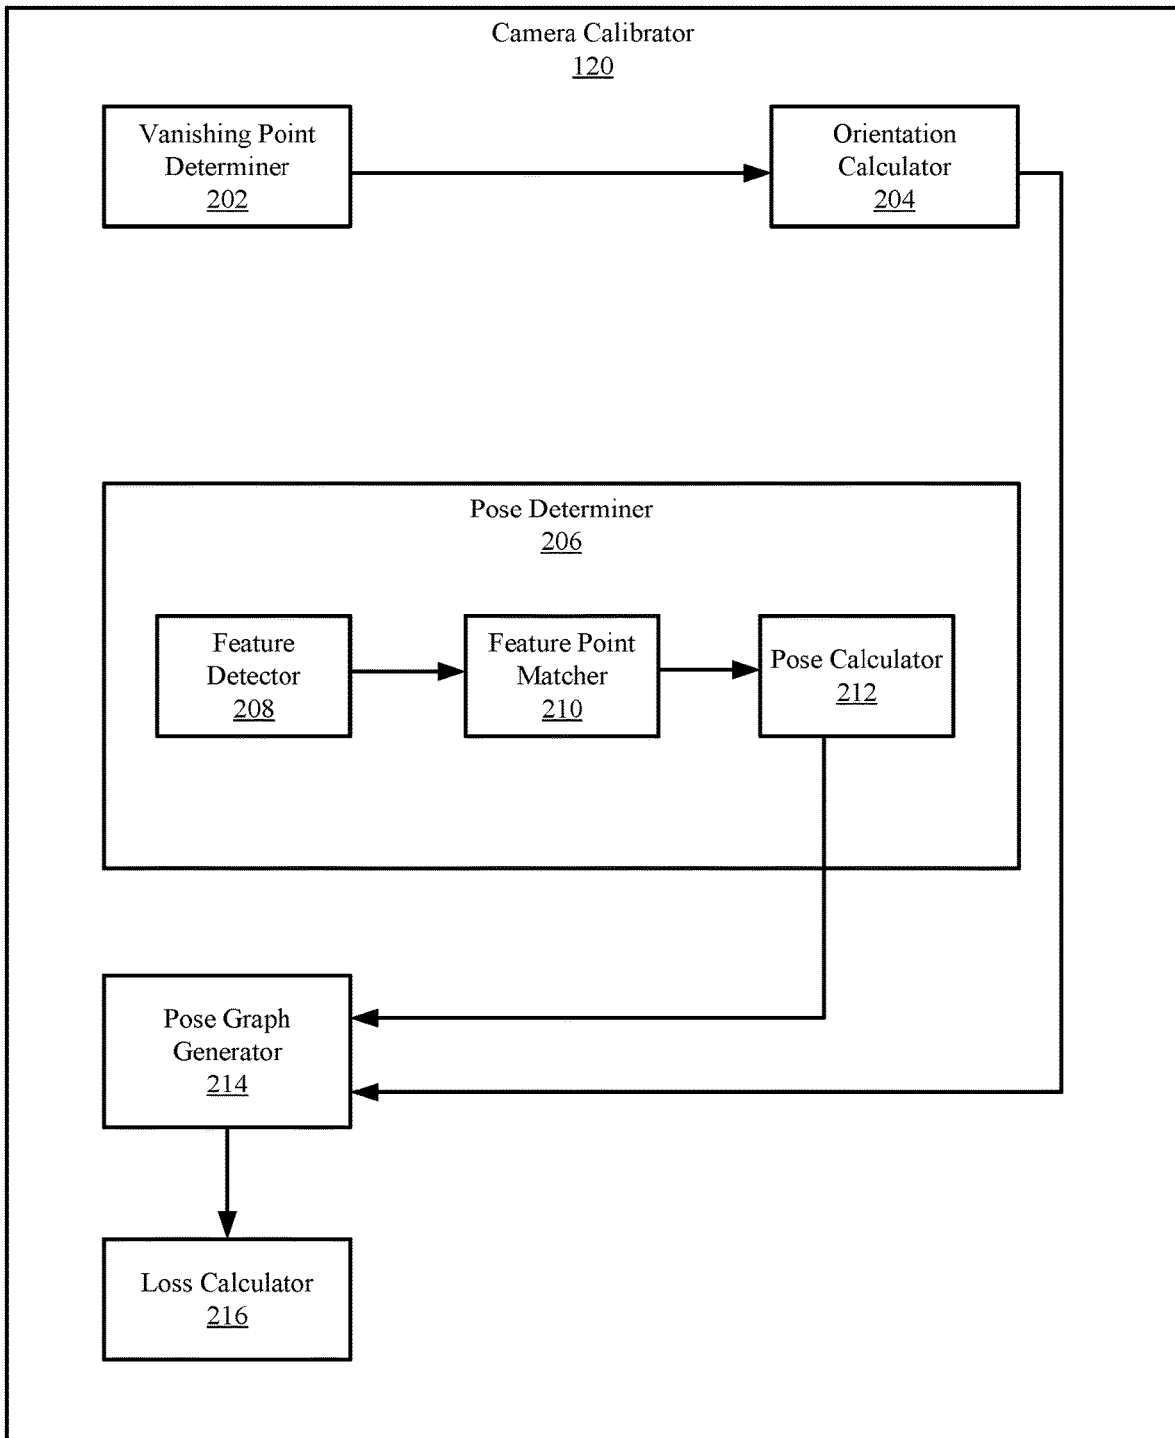 Camera Calibrator
120
Vanishing Point
Determiner
202
Orientation
Calculator
204
Pose Determiner
206
Feature
Detector
208
Feature Point
Matcher
210
Pose Calculator
212
Pose Graph
Generator
214
Loss Calculator
216